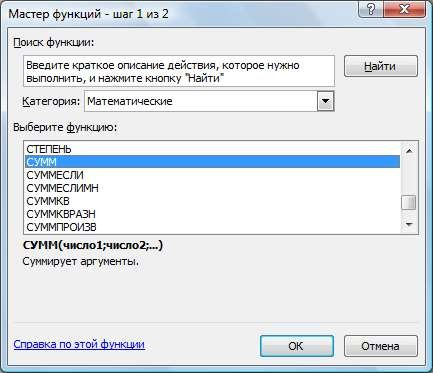 Мастер функций - шаг 1 из 2
Поиск функции:
Введите краткое описание действия, которое нужно
выполнить, и нажмите кнопку "Найти"
Найти
Категория: Математические
Выберите функцию:
СТЕПЕНЬ
СУММ
СУММЕСЛИ
СУММЕСЛИМН
СУММКВ
СУММКВРАЗН
СУММПРОИЗВ
СУММ(число1;число2;...)
Суммирует аргументы.
Справка по этой функции
ОК
Отмена